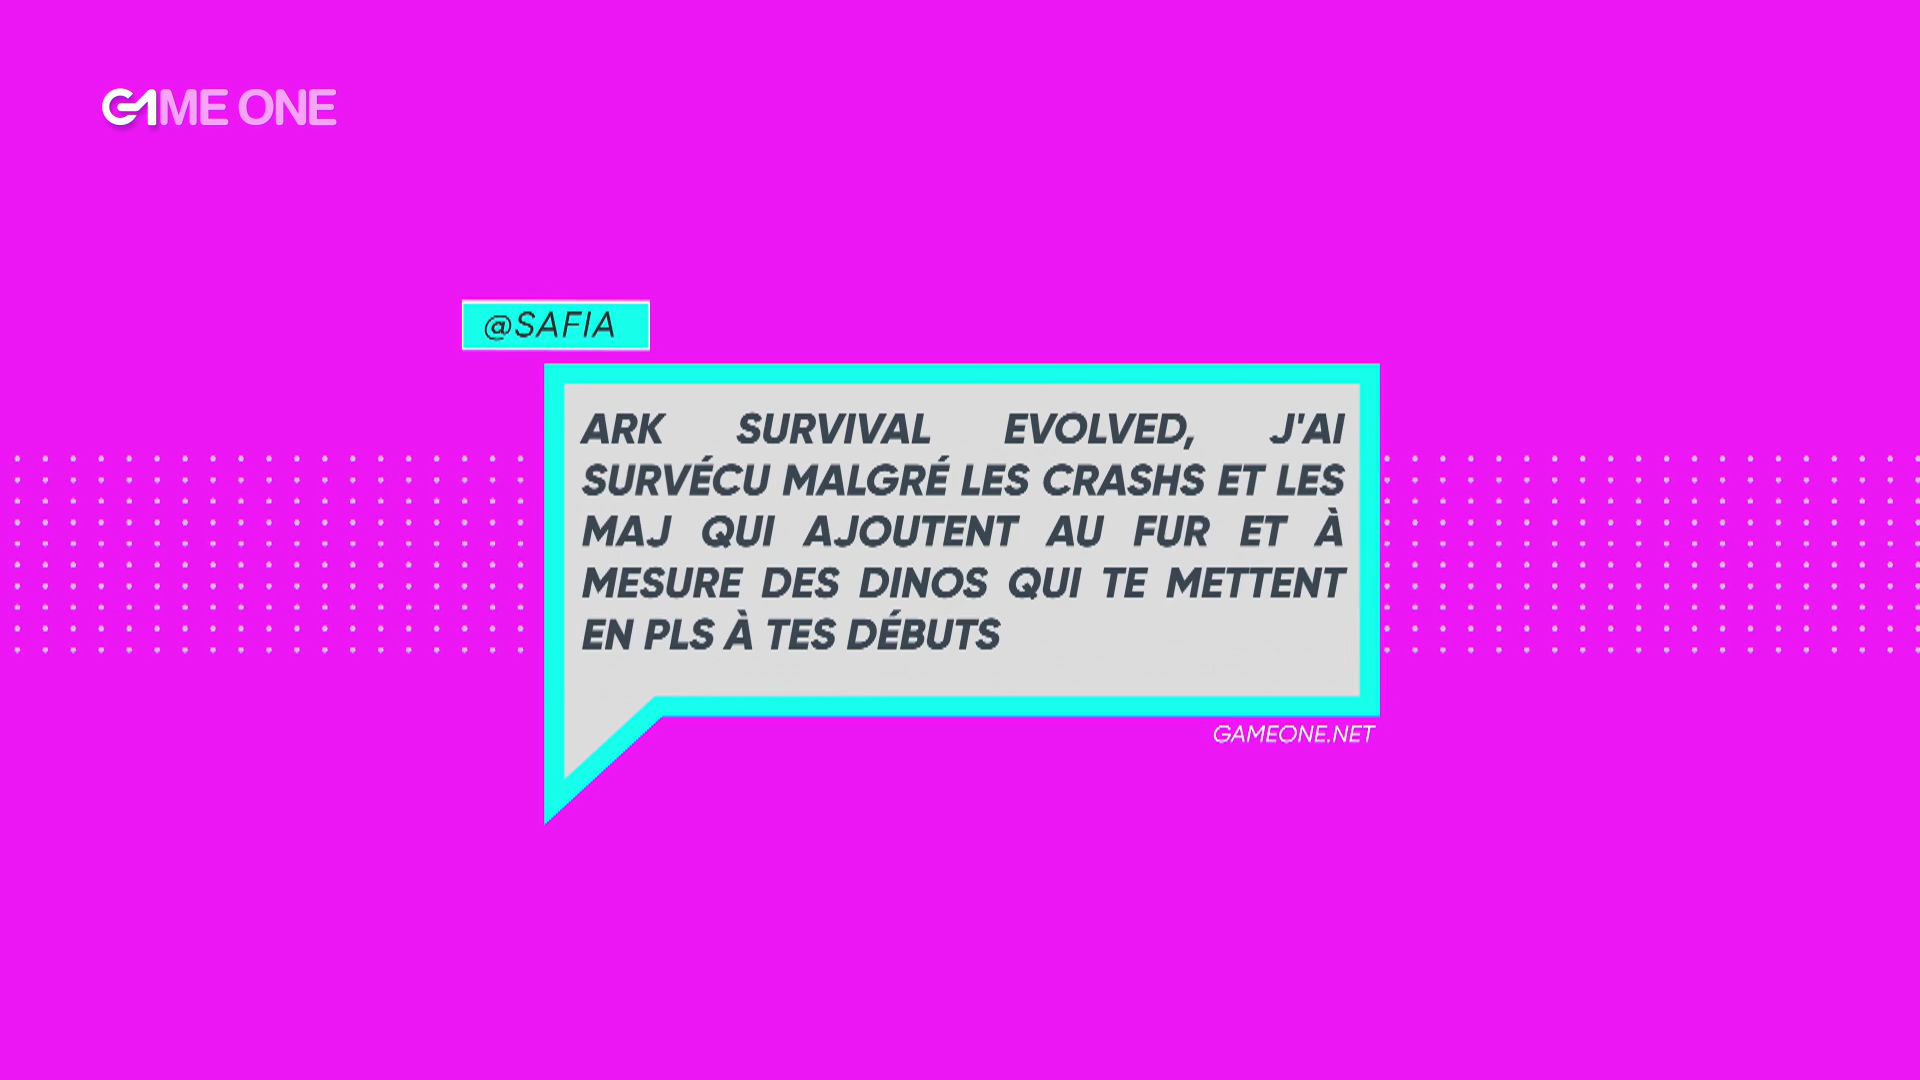 GAME ONE
@SAFIA
ARK SURVIVAL EVOLVED, J'AI
SURVÉCU MALGRÉ LES CRASHS ET LES
MAJ QUI AJOUTENT AU FUR ET À
MESURE DES DINOS QUI TE METTENT
EN PLS À TES DÉBUTS
GAMEONE.NET